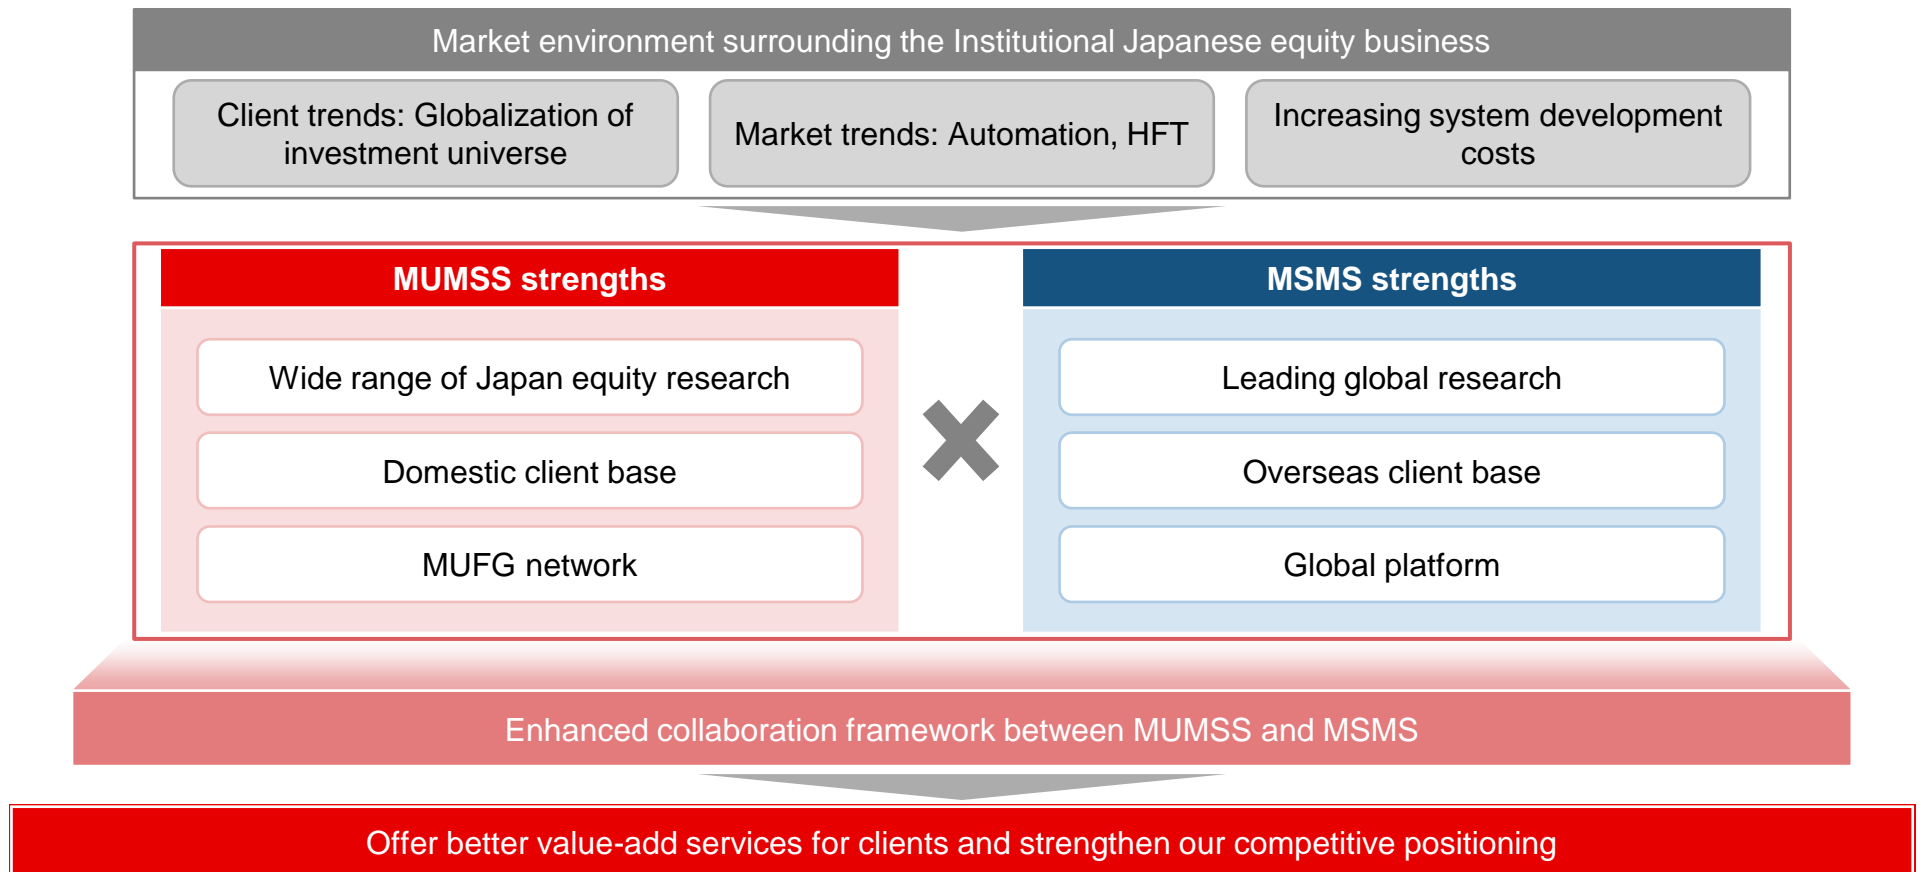 Market environment surrounding the Institutional Japanese equity business
Client trends: Globalization of
investment universe
Market trends: Automation, HFT
Increasing system development
costs
MUMSS strengths
Wide range of Japan equity research
Domestic client base
MUFG network
MSMS strengths
Leading global research
Overseas client base
Global platform
Enhanced collaboration framework between MUMSS and MSMS
Offer better value-add services for clients and strengthen our competitive positioning